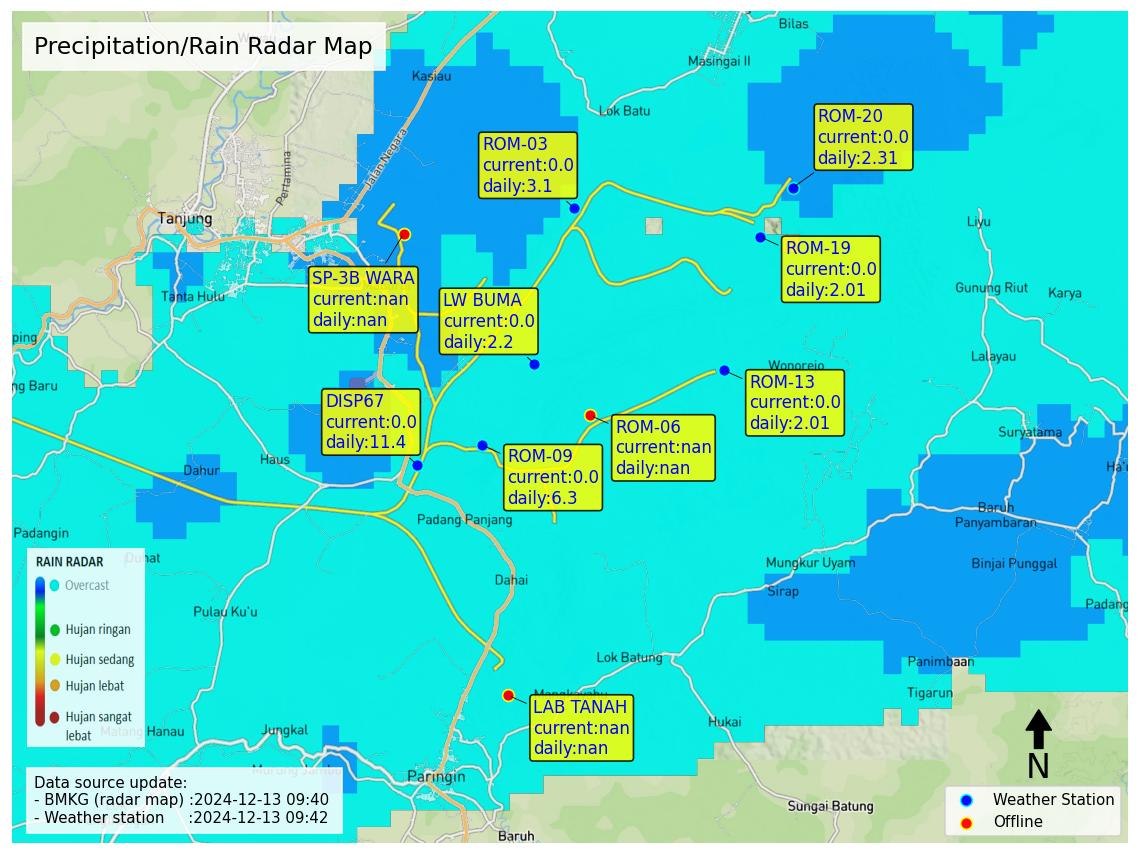 Precipitation/Rain Radar Map
Bilas
Masingai II
Kasiau
Lok Batu
Jalan Negara
Pertamina
Tanjung
Tanta Hulu
ROM-03
current:0.0
daily:3.1
ROM-20
current:0.0
daily:2.31
ROM-19
current:0.0
daily:2.01
SP-3B WARA
current:nan
daily:nan
LW BUMA
current:0.0
daily:2.2
Liyu
Gunung Riut
Karya
Lalayau
Wonorejo
ping
ng Baru
DISP67
current:0.0
daily:11.4
ROM-13
current:0.0
daily:2.01
ROM-06
current:nan
daily:nan
ROM-09
current:0.0
daily:6.3
Suryatama
Haus
Dahur
Baruh
Panyambaran
Padang Panjang
Padangin
Mungkur Uyam
Binjai Punggal
Dahai
Sirap
Pulau Ku'u
Padang
Lok Batung
Panimbaan
Tigarun
LAB TANAH
current:nan
daily:nan
Hukai
Jungkal
Matang Hanau
Paringin
Sungai Batung
Baruh
RAIN RADAR
Overcast
Hujan ringan
Hujan sedang
Hujan lebat
Hujan sangat
lebat
Data source update:
- BMKG (radar map) :2024-12-13 09:40
- Weather station :2024-12-13 09:42
N
Weather Station
Offline